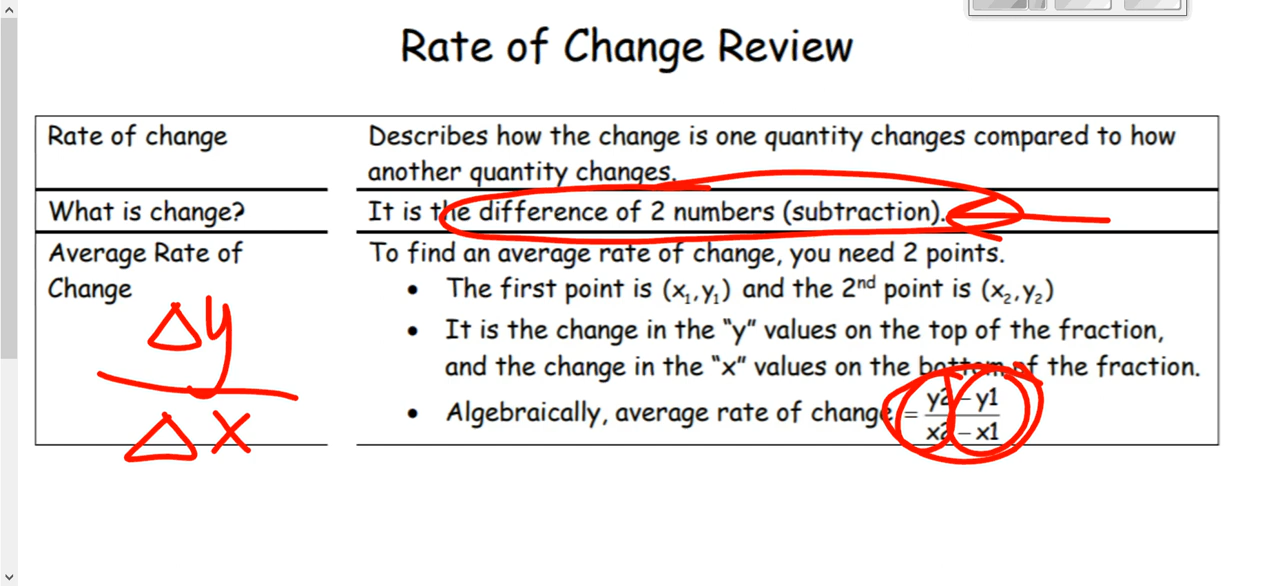 Rate of Change Review
Rate of change
Describes how the change is one quantity changes compared to how
another quantity changes.
What is change?
It is the difference of 2 numbers (subtraction).
Average Rate of
Change
Δy
Δx
To find an average rate of change, you need 2 points.
• The first point is (x₁,y₁) and the 2nd point is (x₂,y₂)
• It is the change in the “y” values on the top of the fraction,
and the change in the “x” values on the bottom of the fraction.
• Algebraically, average rate of change =
y2 – y1
x2 – x1